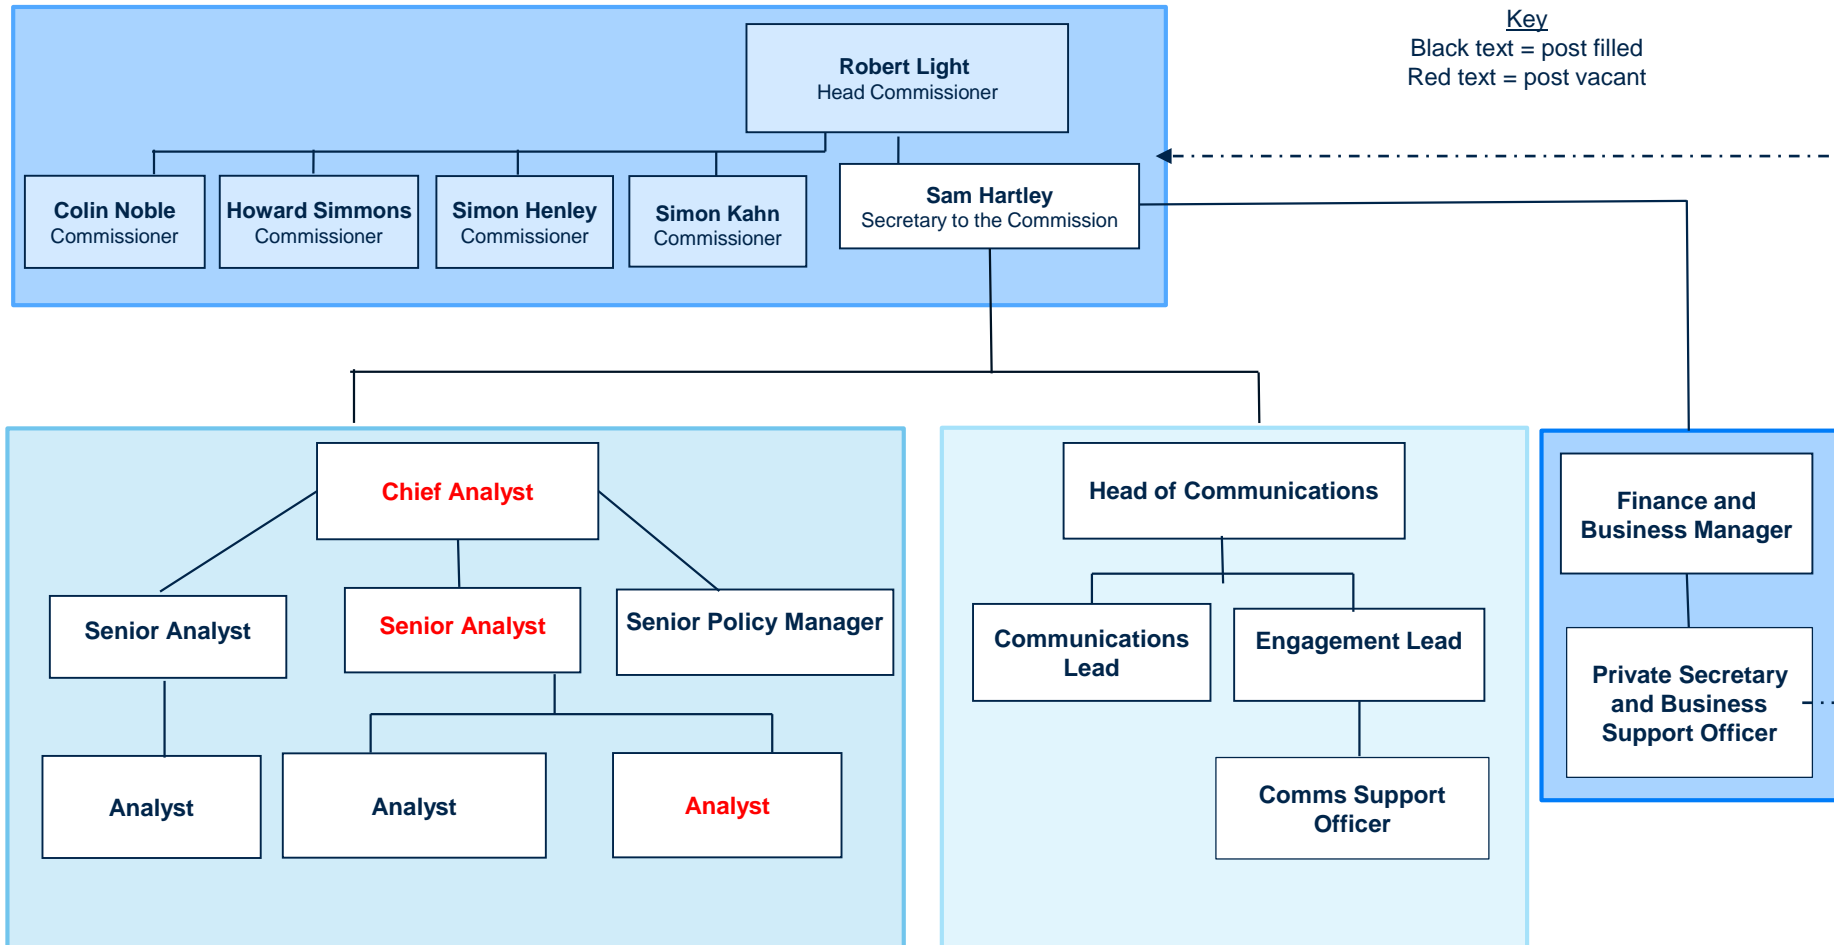 Key
Black text = post filled
Red text = post vacant
Robert Light
Head Commissioner
Colin Noble
Commissioner
Howard Simmons
Commissioner
Simon Henley
Commissioner
Simon Kahn
Commissioner
Sam Hartley
Secretary to the Commission
Chief Analyst
Senior Analyst
Senior Analyst
Senior Policy Manager
Analyst
Analyst
Analyst
Head of Communications
Communications
Lead
Engagement Lead
Comms Support
Officer
Finance and
Business Manager
Private Secretary
and Business
Support Officer